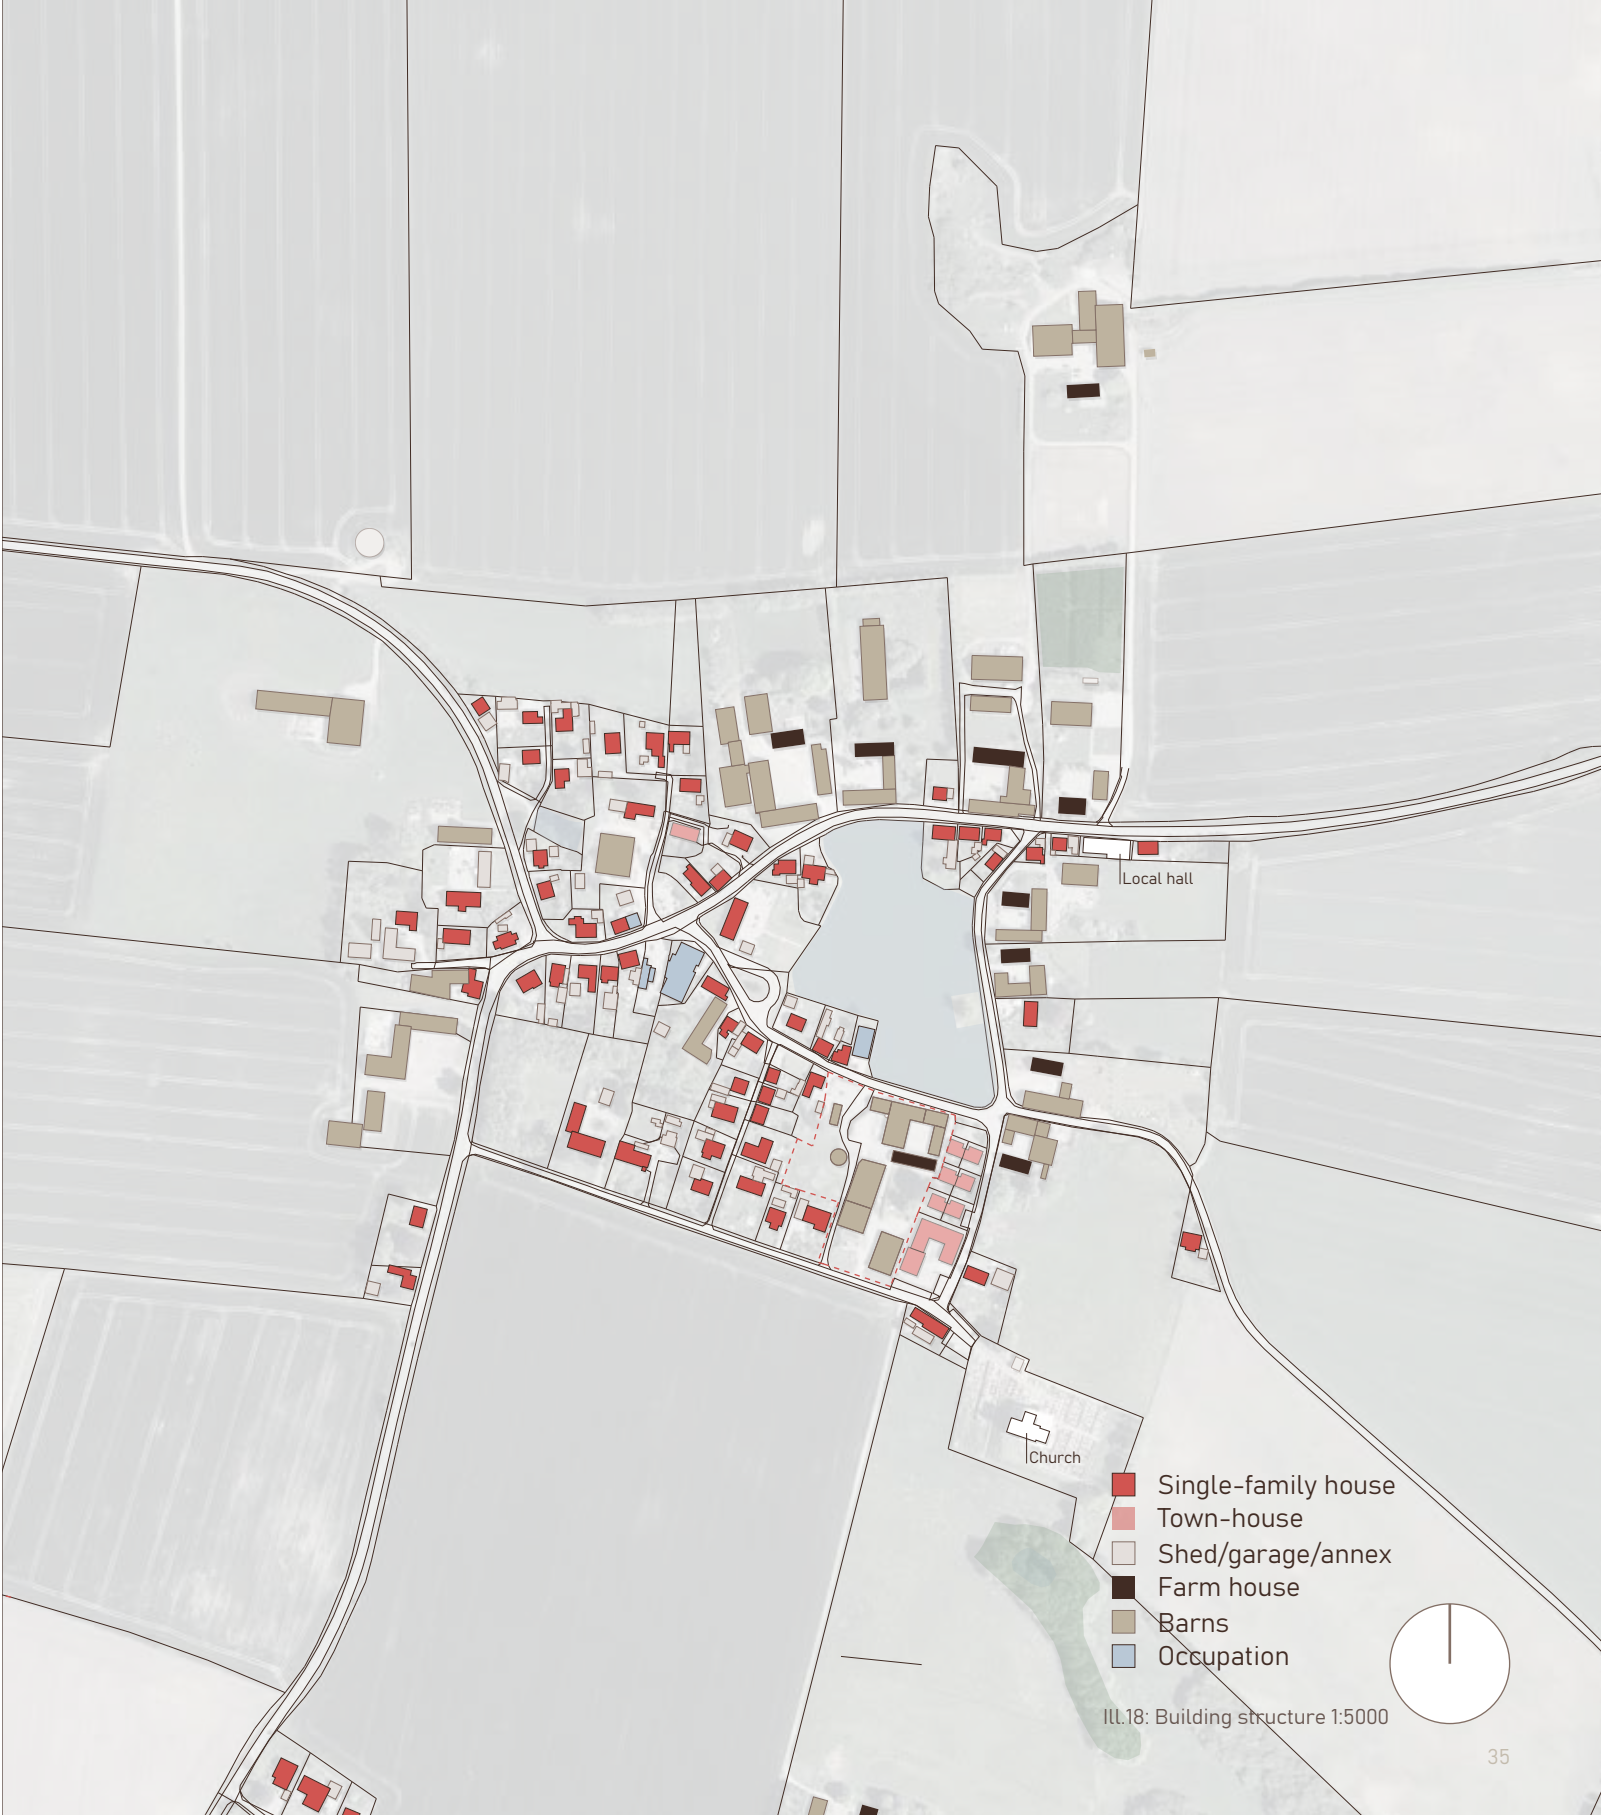 Local hall
Church
Single-family house
Town-house
Shed/garage/annex
Farm house
Barns
Occupation
Ill.18: Building structure 1:5000
35